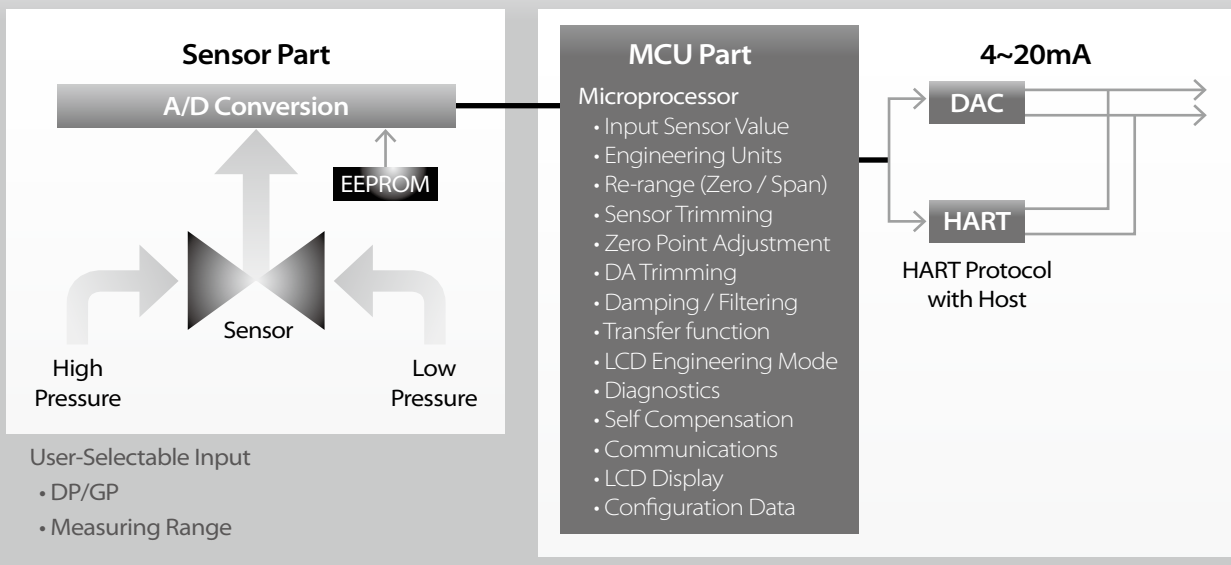 Sensor Part
A/D Conversion
EEPROM
Sensor
High
Pressure
Low
Pressure
User-Selectable Input
• DP/GP
• Measuring Range
MCU Part
Microprocessor
• Input Sensor Value
• Engineering Units
• Re-range (Zero / Span)
• Sensor Trimming
• Zero Point Adjustment
• DA Trimming
• Damping / Filtering
• Transfer function
• LCD Engineering Mode
• Diagnostics
• Self Compensation
• Communications
• LCD Display
• Configuration Data
4~20mA
DAC
HART
HART Protocol
with Host